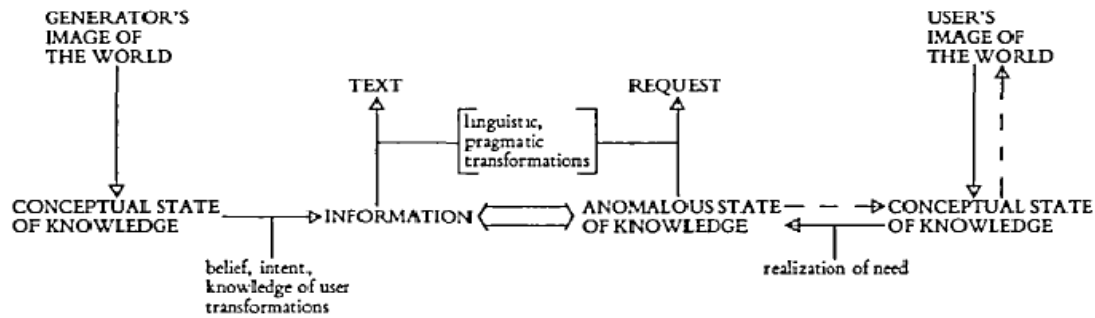 GENERATOR'S
IMAGE OF
THE WORLD
USER'S
IMAGE OF
THE WORLD
TEXT
REQUEST
linguistic,
pragmatic
transformations
CONCEPTUAL STATE
OF KNOWLEDGE
INFORMATION
ANOMALOUS STATE
OF KNOWLEDGE
CONCEPTUAL STATE
OF KNOWLEDGE
belief, intent,
knowledge of user
transformations
realization of need